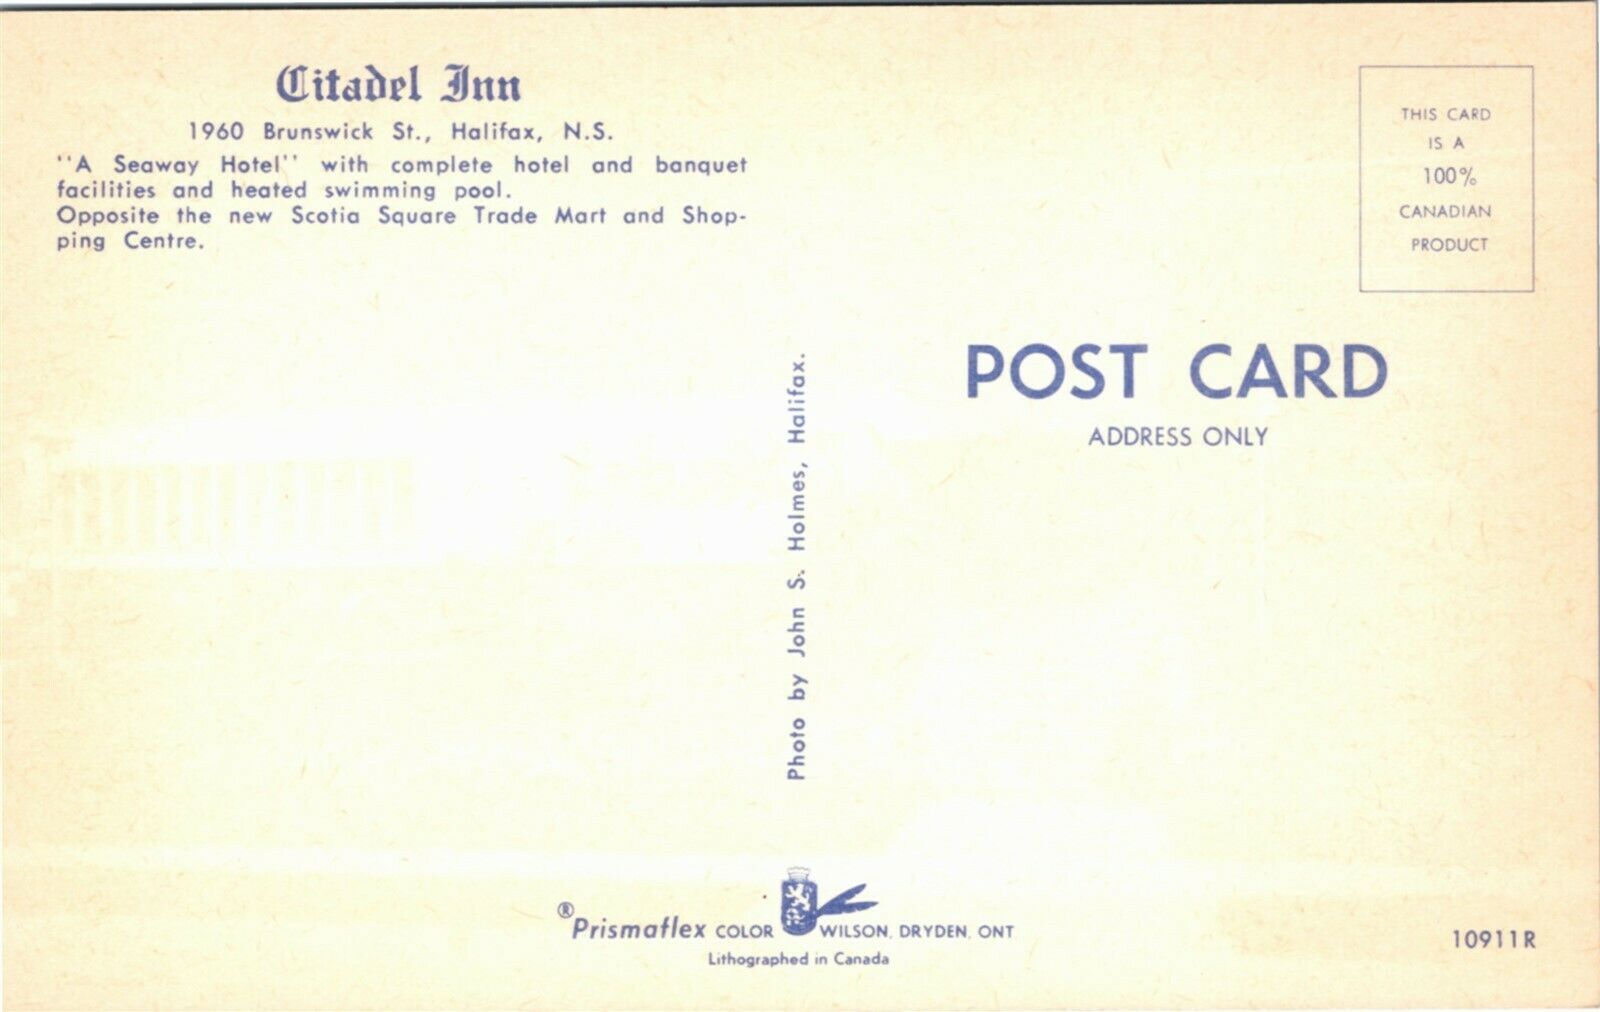 Citadel Inn
1960 Brunswick St., Halifax, N.S.
''A Seaway Hotel'' with complete hotel and banquet
facilities and heated swimming pool.
Opposite the new Scotia Square Trade Mart and Shop-
ping Centre.
THIS CARD
IS A
100%
CANADIAN
PRODUCT
POST CARD
ADDRESS ONLY
Photo by John S. Holmes, Halifax.
®Prismaflex COLOR WILSON, DRYDEN, ONT
Lithographed in Canada
10911R